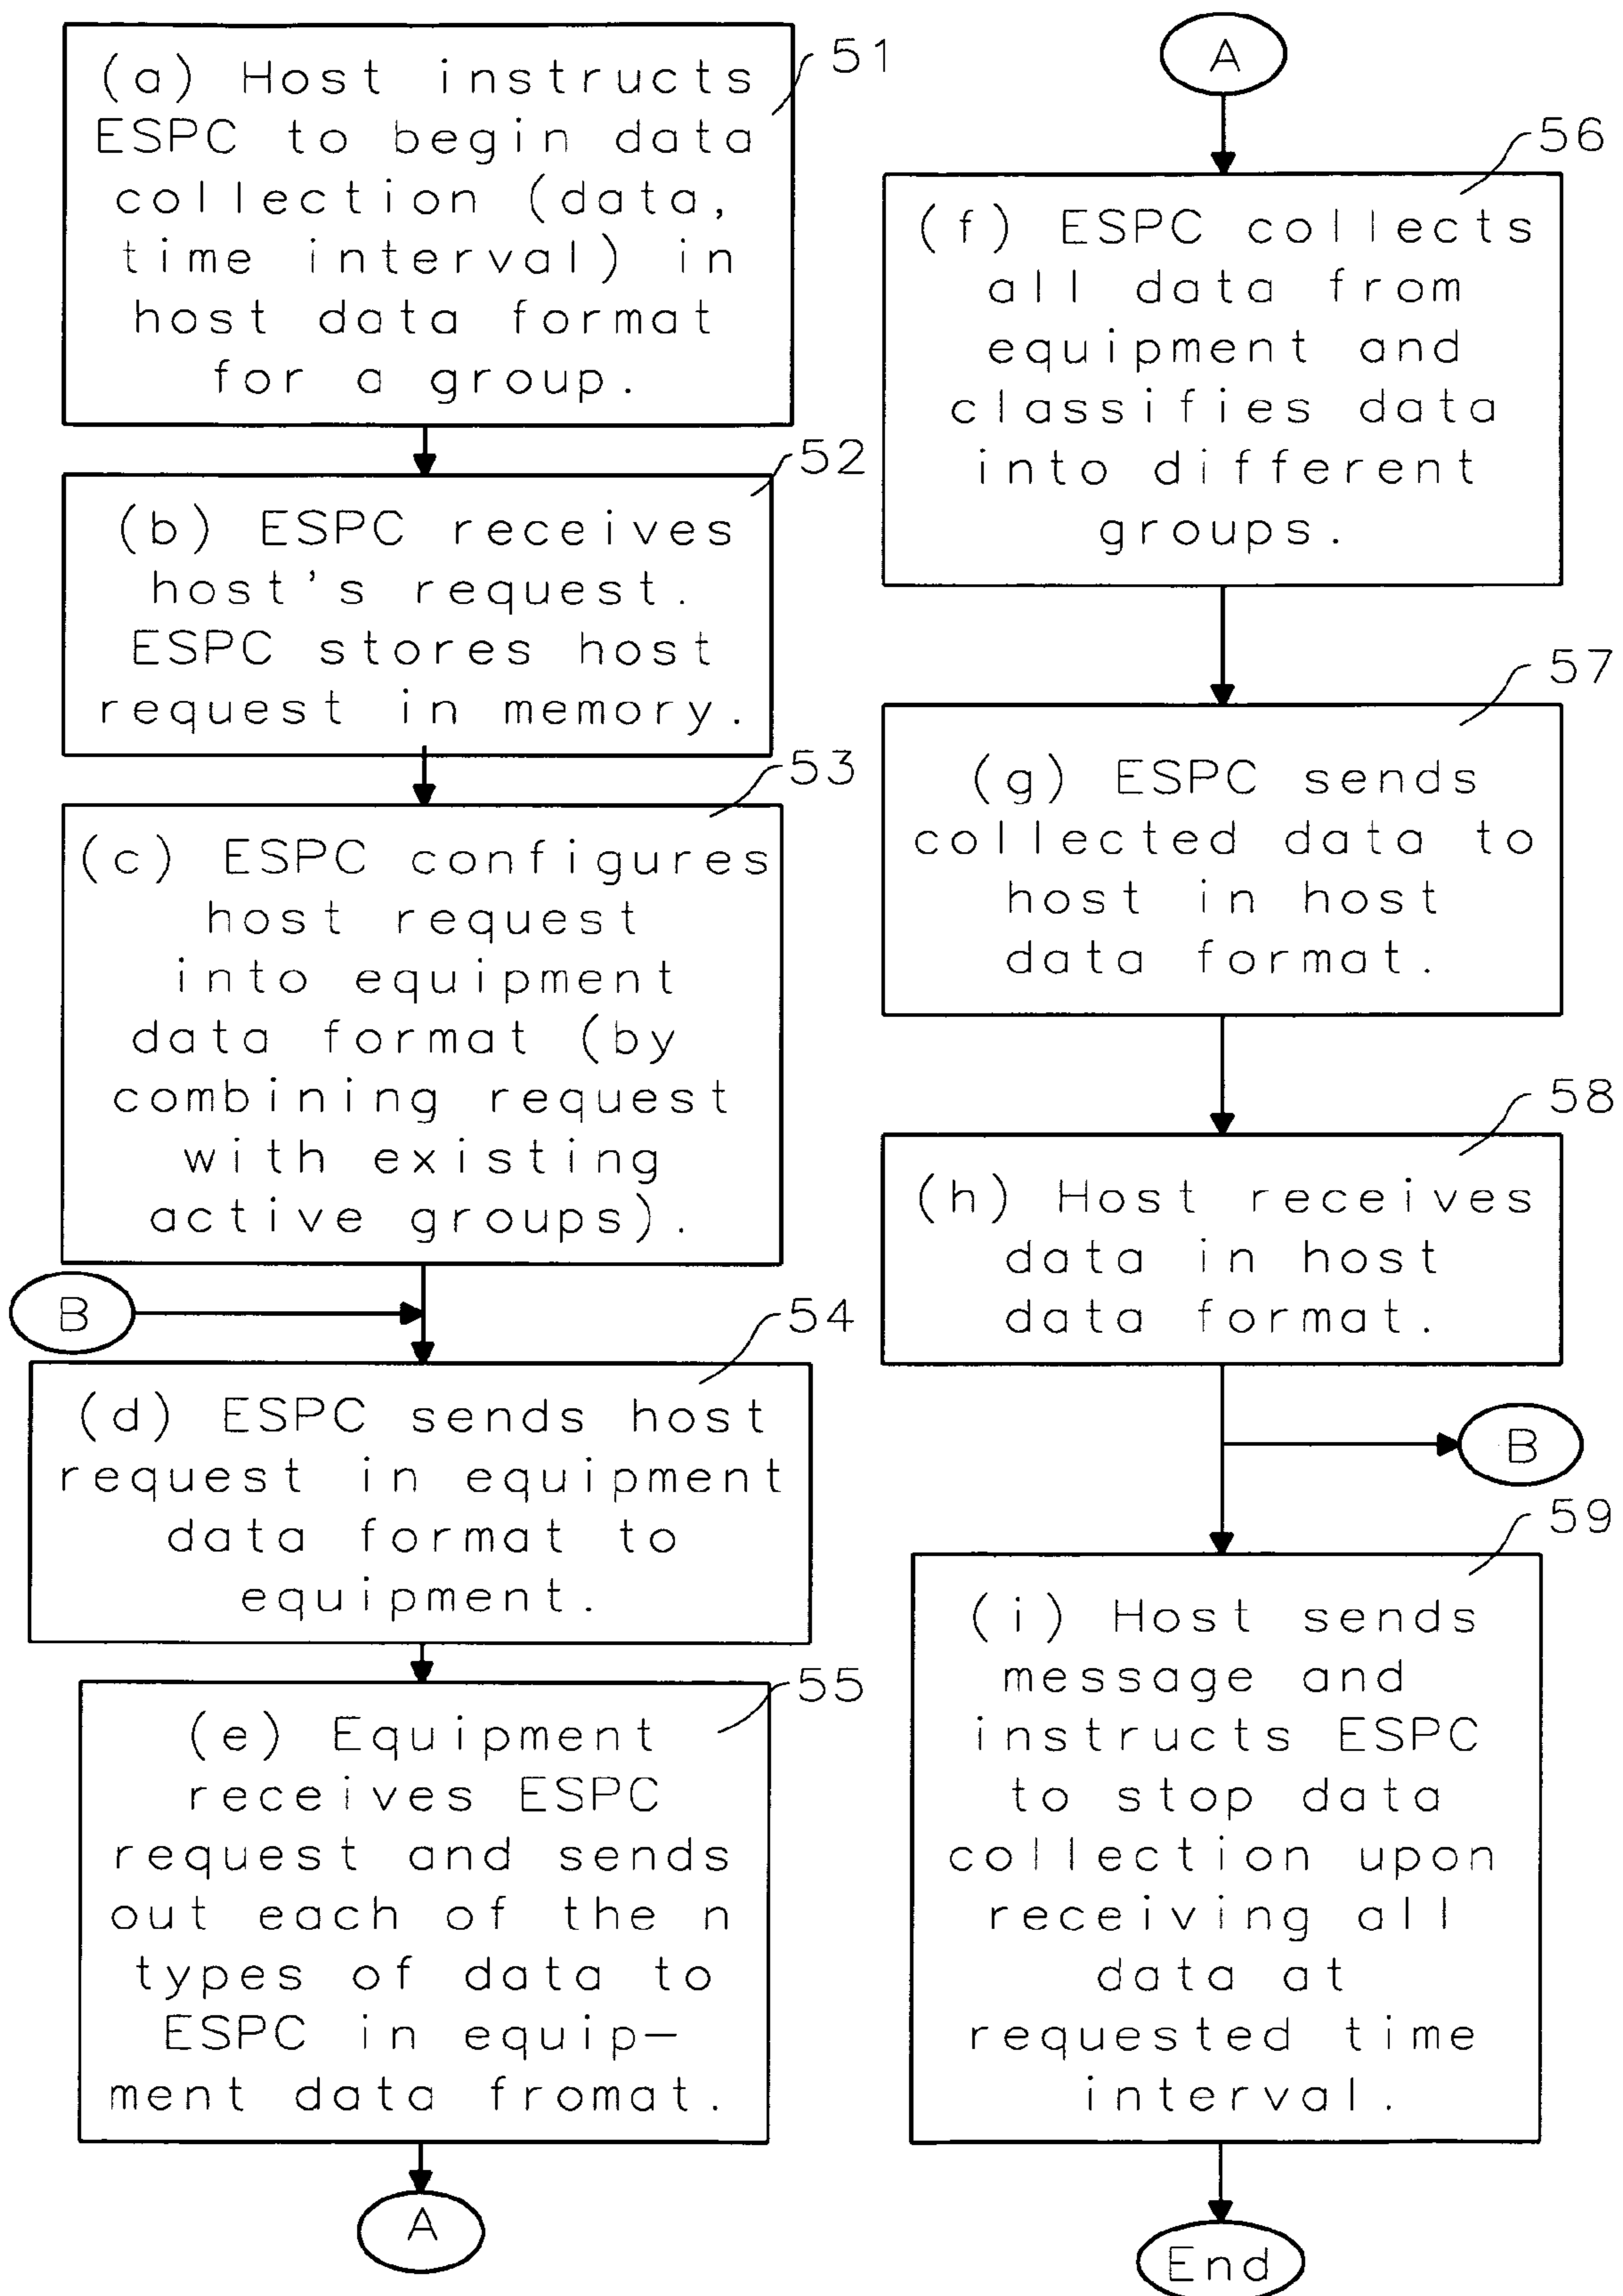 51
(a) Host instructs
ESPC to begin data
collection (data,
time interval) in
host data format
for a group.
52
(b) ESPC receives
host's request.
ESPC stores host
request in memory.
53
(c) ESPC configures
host request
into equipment
data format (by
combining request
with existing
active groups).
B
54
(d) ESPC sends host
request in equipment
data format to
equipment.
55
(e) Equipment
receives ESPC
request and sends
out each of the n
types of data to
ESPC in equip-
ment data fromat.
A
A
56
(f) ESPC collects
all data from
equipment and
classifies data
into different
groups.
57
(g) ESPC sends
collected data to
host in host
data format.
58
(h) Host receives
data in host
data format.
B
59
(i) Host sends
message and
instructs ESPC
to stop data
collection upon
receiving all
data at
requested time
interval.
End